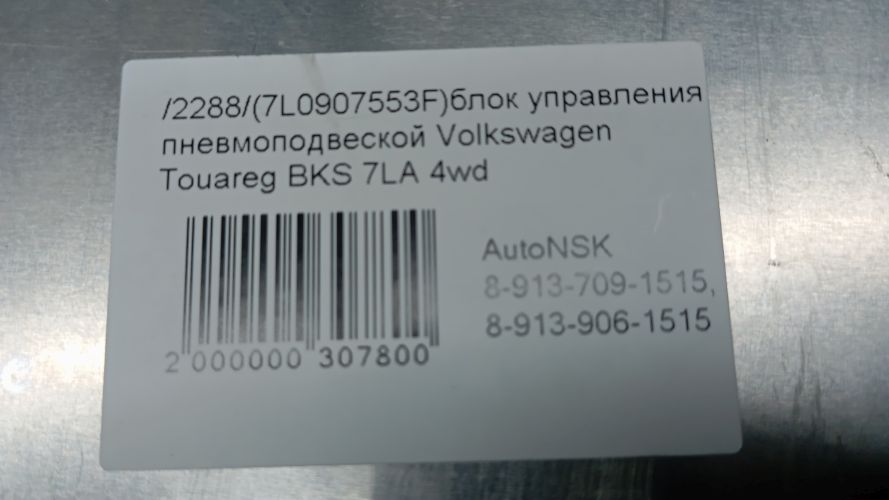 /2288/(7L0907553F)блок управления
пневмоподвеской Volkswagen
Touareg BKS 7LA 4wd
AutoNSK
8-913-709-1515,
8-913-906-1515
2 000000 307800